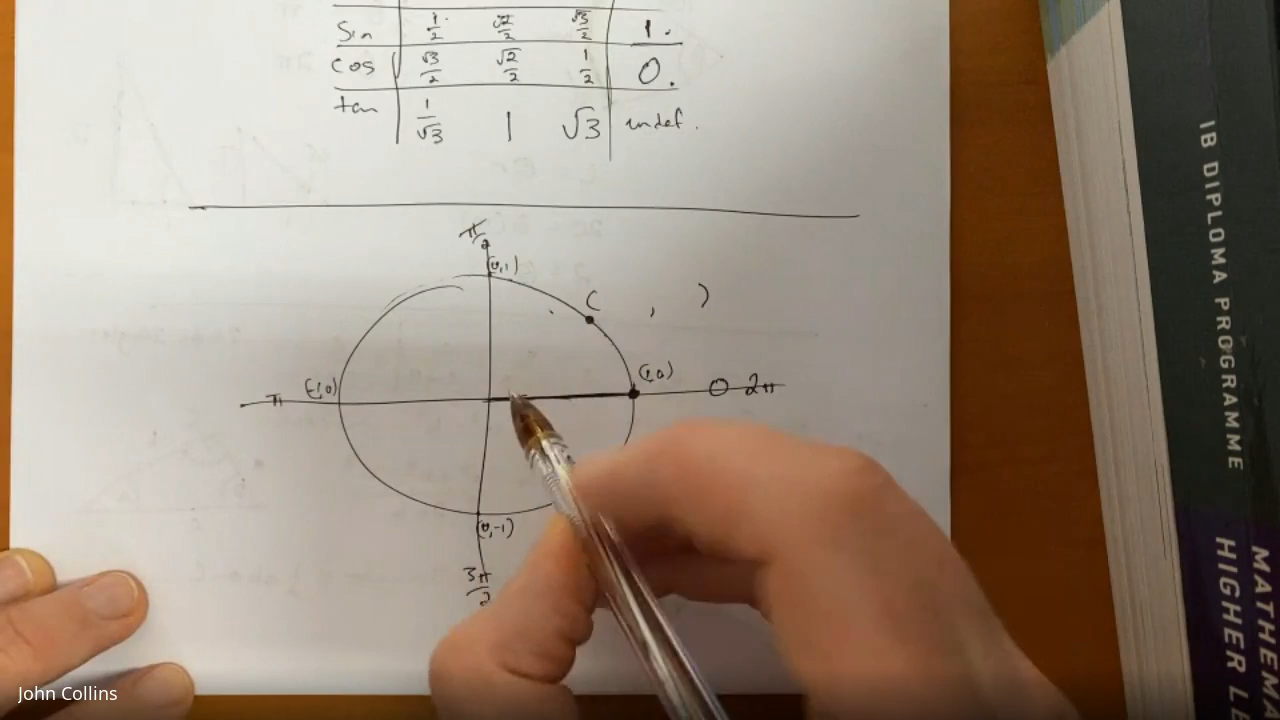 Sin 1/2 √2/2 √3/2 1.
cos √3/2 √2/2 1/2 0.
tan 1/√3 1 √3 undef.
π/2
(0,1)
( , )
π (-1,0) (1,0) 0 2π
(0,-1)
3π/2
IB DIPLOMA PROGRAMME
MATHEMA
HIGHER LE
John Collins